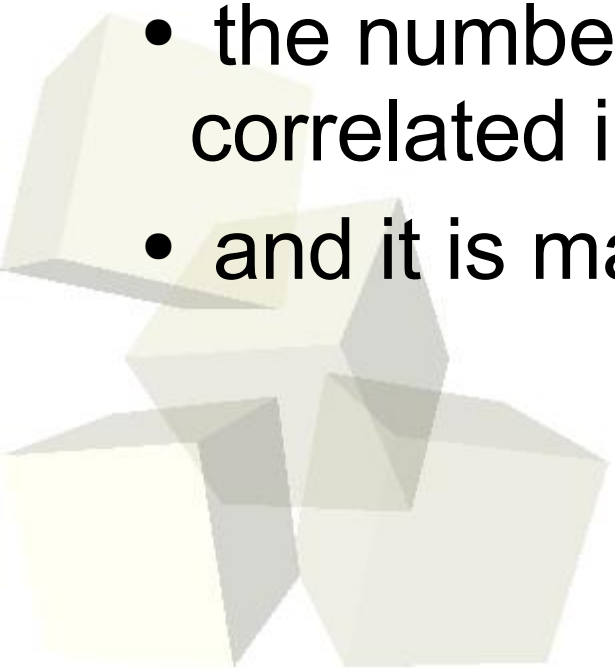 • the numbe
correlated i
• and it is ma